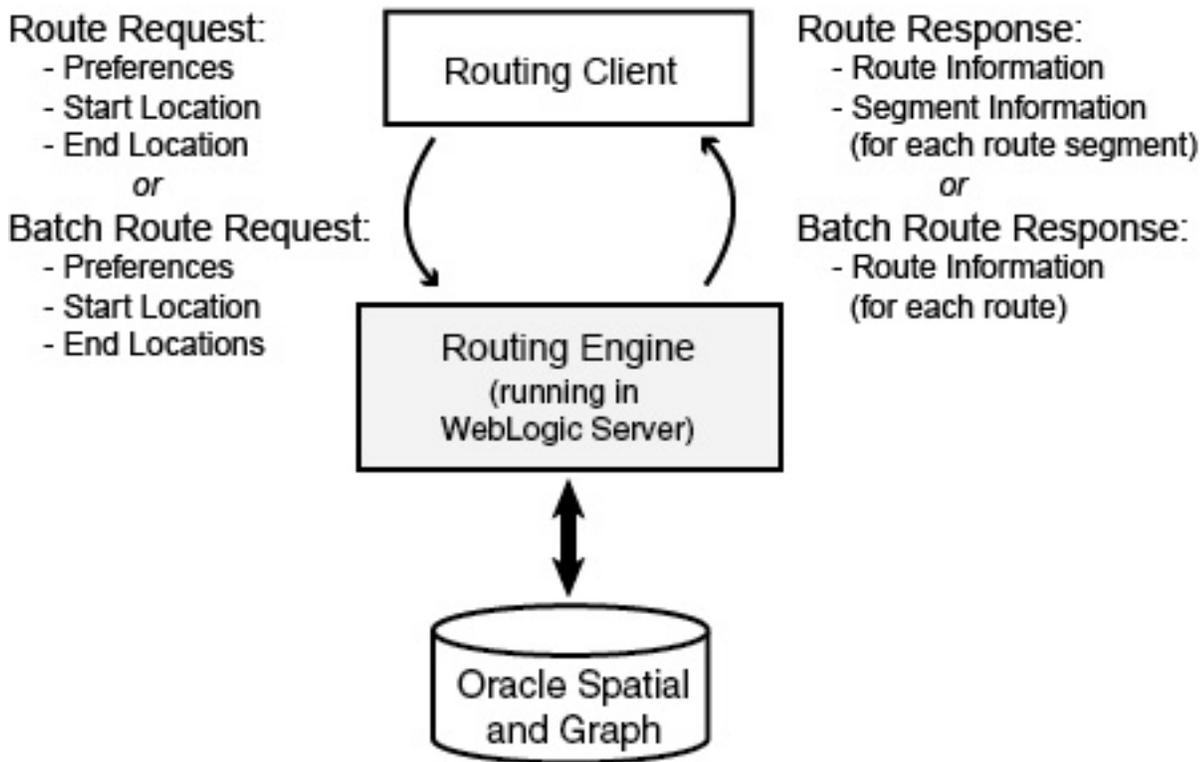 Route Request:
- Preferences
- Start Location
- End Location
or
Batch Route Request:
- Preferences
- Start Location
- End Locations
Routing Client
Route Response:
- Route Information
- Segment Information
(for each route segment)
or
Batch Route Response:
- Route Information
(for each route)
Routing Engine
(running in
WebLogic Server)
Oracle Spatial
and Graph